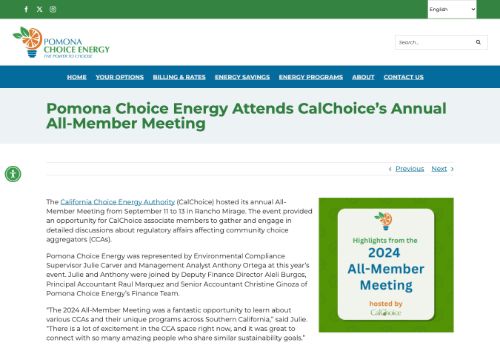 English
POMONA
CHOICE ENERGY
THE POWER TO CHOOSE
Search...
HOME YOUR OPTIONS BILLING & RATES ENERGY SAVINGS ENERGY PROGRAMS ABOUT CONTACT US
Pomona Choice Energy Attends CalChoice's Annual
All-Member Meeting
Previous Next
The California Choice Energy Authority (CalChoice) hosted its annual All-
Member Meeting from September 11 to 13 in Rancho Mirage. The event provided
an opportunity for CalChoice associate members to gather and engage in
detailed discussions about regulatory affairs affecting community choice
aggregators (CCAs).
Pomona Choice Energy was represented by Environmental Compliance
Supervisor Julie Carver and Management Analyst Anthony Ortega at this year's
event. Julie and Anthony were joined by Deputy Finance Director Aleli Burgos,
Principal Accountant Raul Marquez and Senior Accountant Christine Ginoza of
Pomona Choice Energy's Finance Team.
"The 2024 All-Member Meeting was a fantastic opportunity to learn about
various CCAs and their unique programs across Southern California," said Julie.
"There is a lot of excitement in the CCA space right now, and it was great to
connect with so many amazing people who share similar sustainability goals."
Highlights from the
2024
All-Member
Meeting
hosted by
CalChoice